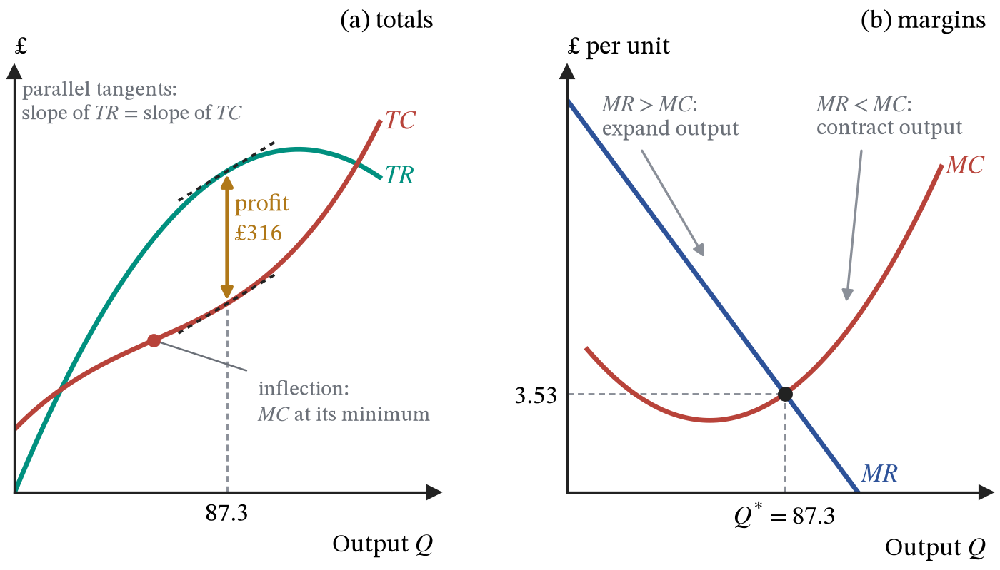 (a) totals
£
parallel tangents:
slope of TR = slope of TC
TC
TR
profit
£316
inflection:
MC at its minimum
87.3
Output Q
(b) margins
£ per unit
MR > MC:
expand output
MR < MC:
contract output
MC
3.53
MR
Q* = 87.3
Output Q